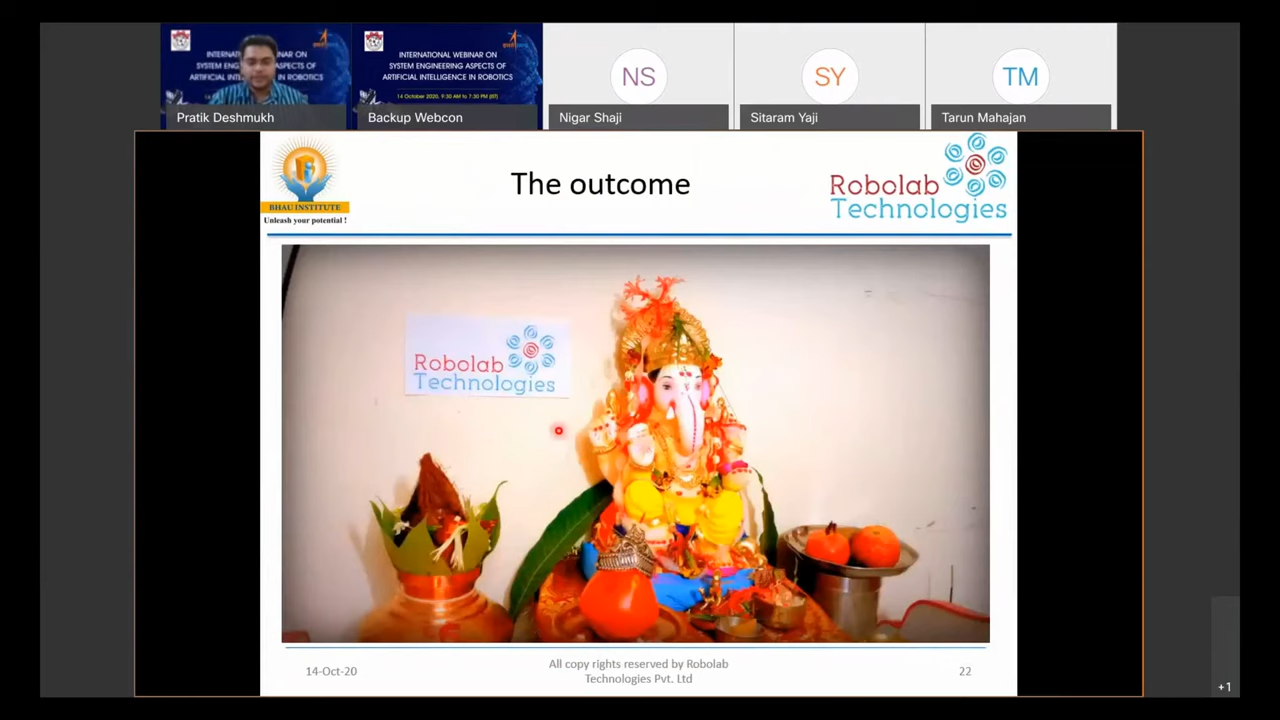 INTERNATIONAL WEBINAR ON
SYSTEM ENGINEERING ASPECTS OF
ARTIFICIAL INTELLIGENCE IN ROBOTICS
14 October 2020, 9:30 AM to 7:30 PM (IST)
Pratik Deshmukh
Backup Webcon
NS
Nigar Shaji
SY
Sitaram Yaji
TM
Tarun Mahajan
BHAU INSTITUTE
Unleash your potential !
The outcome
Robolab
Technologies
Robolab
Technologies
14-Oct-20
All copy rights reserved by Robolab
Technologies Pvt. Ltd
22
+1